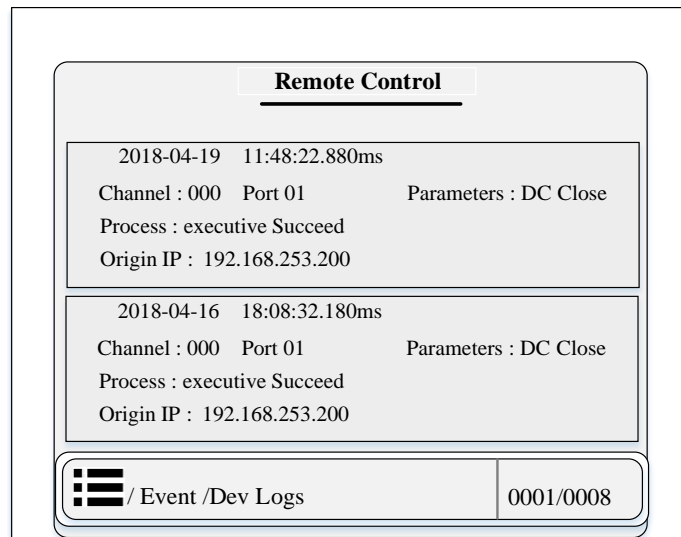 Remote Control
2018-04-19 11:48:22.880ms
Channel : 000 Port 01 Parameters : DC Close
Process : executive Succeed
Origin IP : 192.168.253.200
2018-04-16 18:08:32.180ms
Channel : 000 Port 01 Parameters : DC Close
Process : executive Succeed
Origin IP : 192.168.253.200
/ Event /Dev Logs 0001/0008